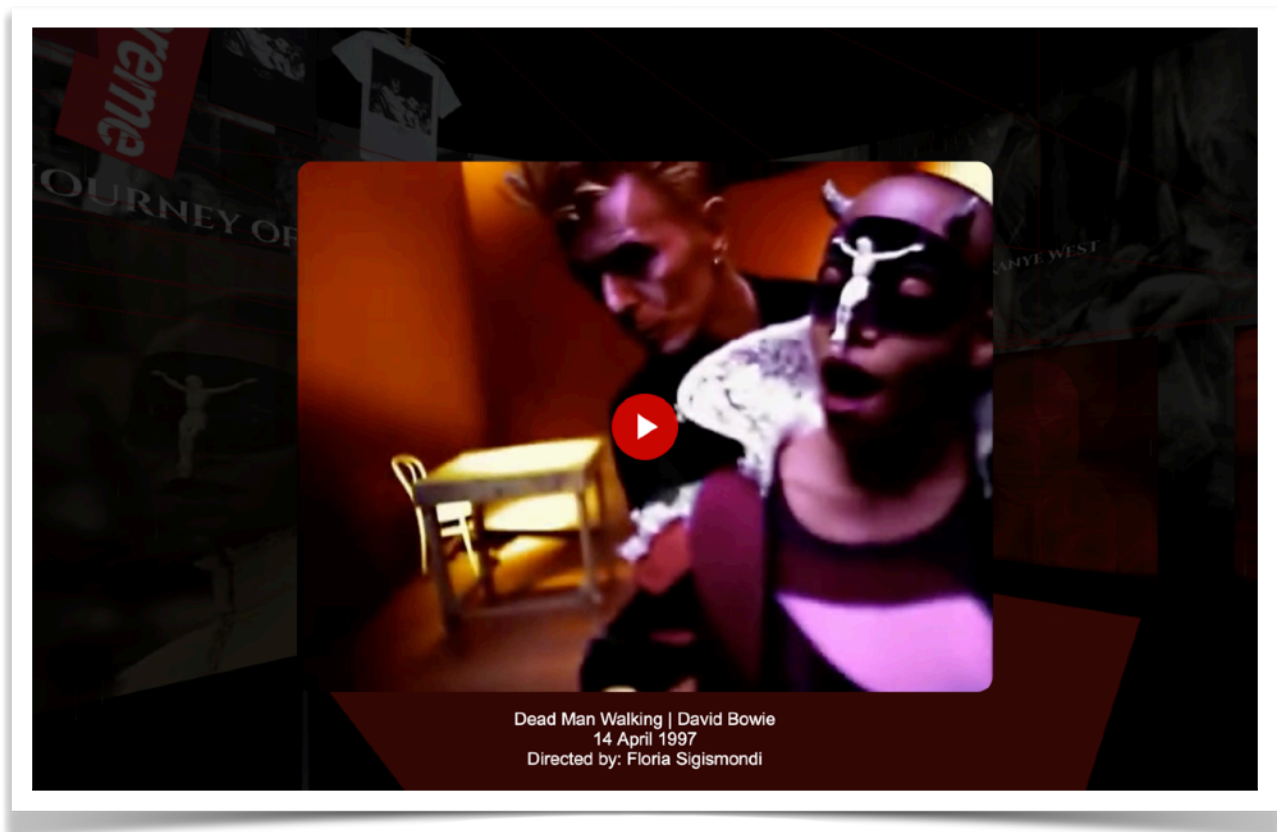 reme
OURNEY OF
KANYE WEST
Dead Man Walking | David Bowie
14 April 1997
Directed by: Floria Sigismondi